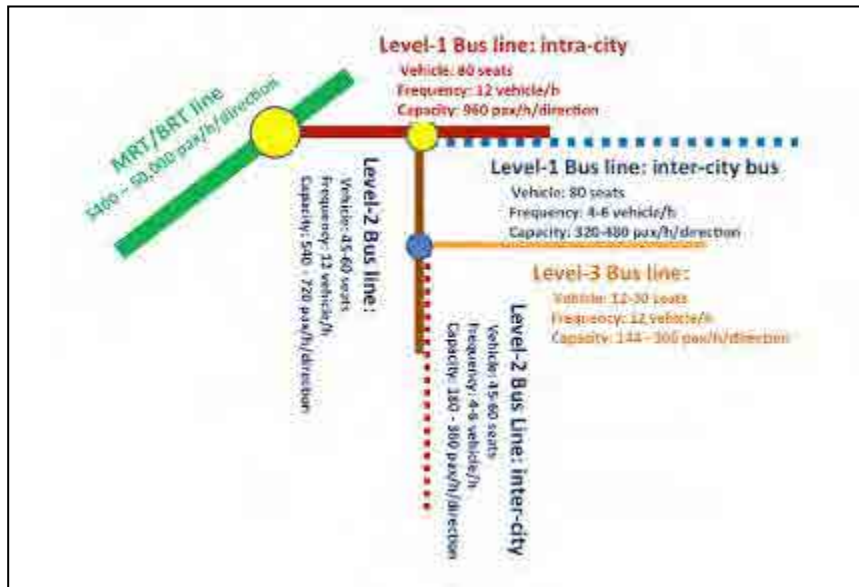 Level-1 Bus line: intra-city
Vehicle: 80 seats
Frequency: 12 vehicle/h
Capacity: 960 pax/h/direction
MRT/BRT line
5400 – 50,000 pax/h/direction
Level-1 Bus line: inter-city bus
Vehicle: 80 seats
Frequency: 4-6 vehicle/h
Capacity: 320-480 pax/h/direction
Level-2 Bus line:
Vehicle: 45-60 seats
Frequency: 12 vehicle/h
Capacity: 540 - 720 pax/h/direction
Level-3 Bus line:
Vehicle: 12-30 seats
Frequency: 12 vehicle/h
Capacity: 144 - pax/h/direction
Level-2 Bus Line: inter-city
Vehicle: 45-60 seats
Frequency: 4-6 vehicle/h
Capacity: 180 - 360 pax/h/direction